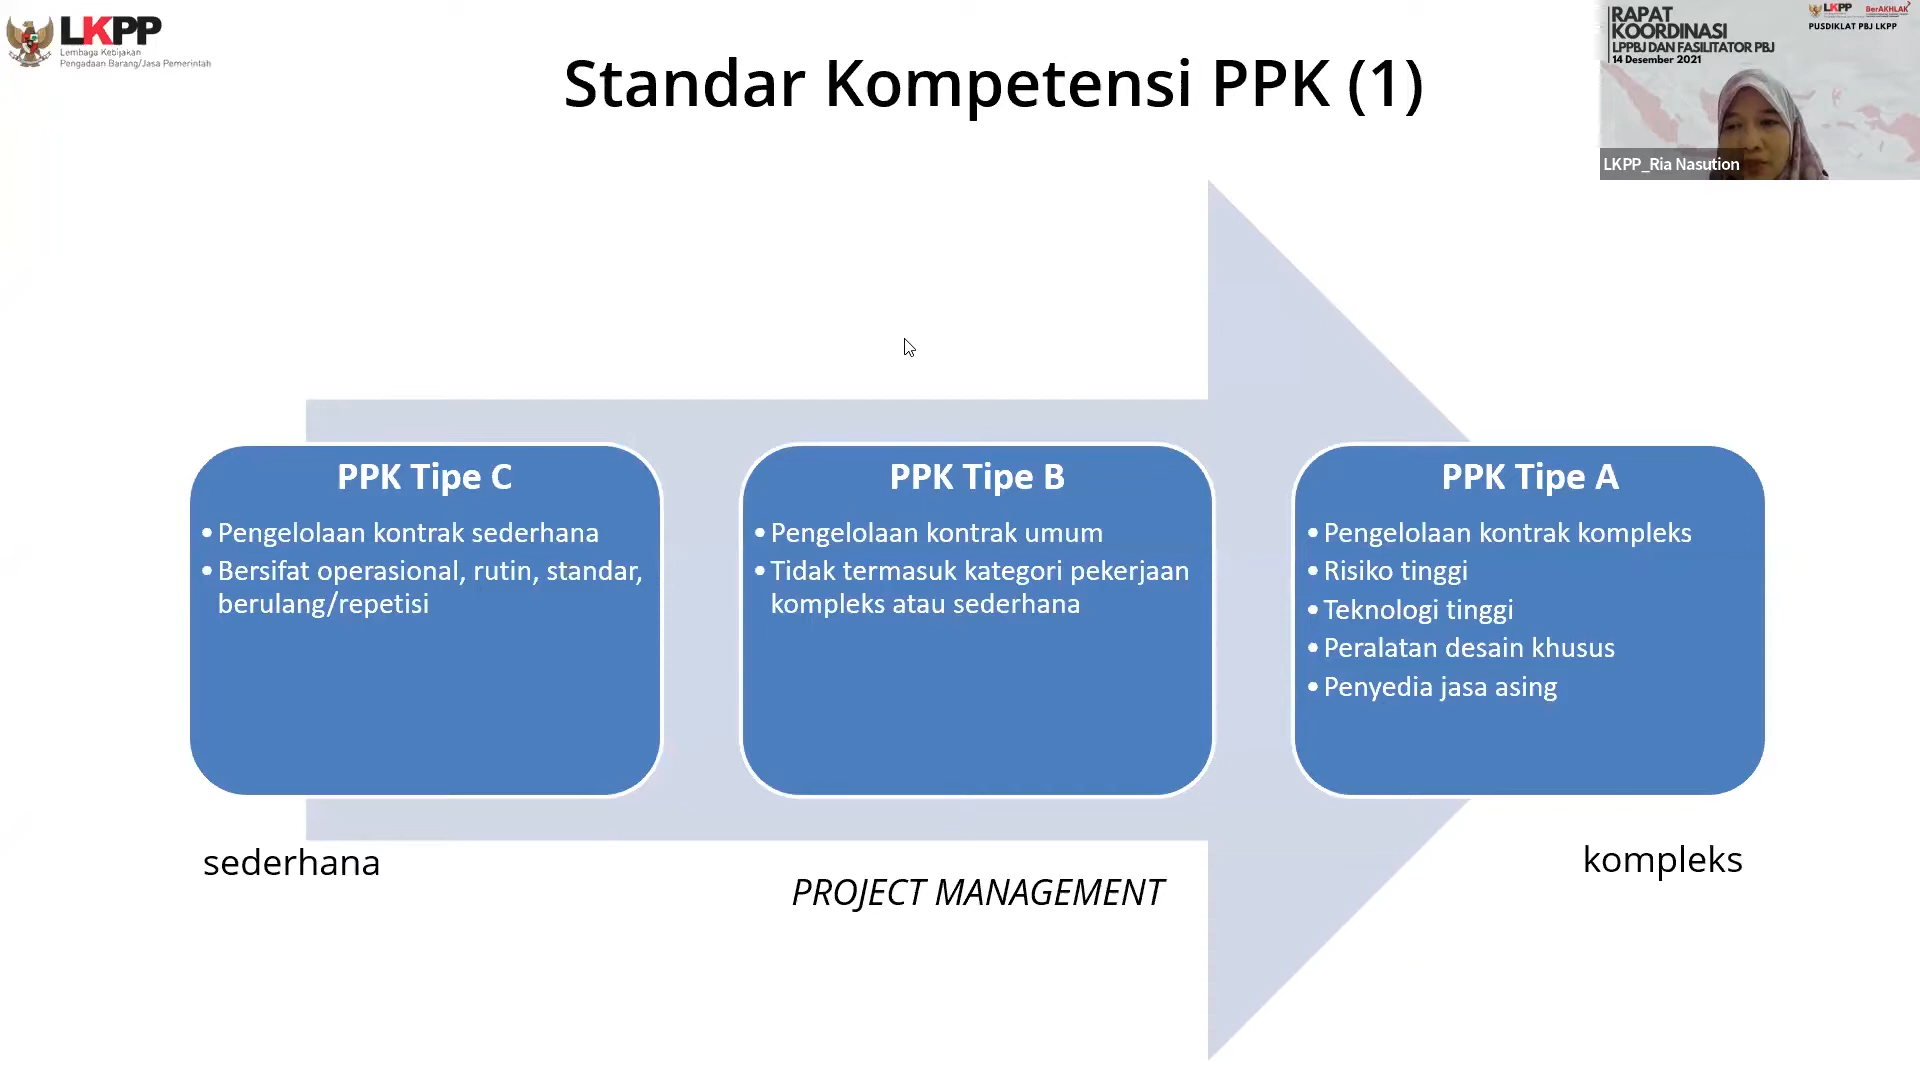 LKPP
Lembaga Kebijakan
Pengadaan Barang/Jasa Pemerintah
Standar Kompetensi PPK (1)
RAPAT
KOORDINASI
LPPBJ DAN FASILITATOR PBJ
14 Desember 2021
LKPP
BerAKHLAK
PUSDIKLAT PBJ LKPP
LKPP_Ria Nasution
PPK Tipe C
• Pengelolaan kontrak sederhana
• Bersifat operasional, rutin, standar,
berulang/repetisi
PPK Tipe B
• Pengelolaan kontrak umum
• Tidak termasuk kategori pekerjaan
kompleks atau sederhana
PPK Tipe A
• Pengelolaan kontrak kompleks
• Risiko tinggi
• Teknologi tinggi
• Peralatan desain khusus
• Penyedia jasa asing
sederhana
PROJECT MANAGEMENT
kompleks